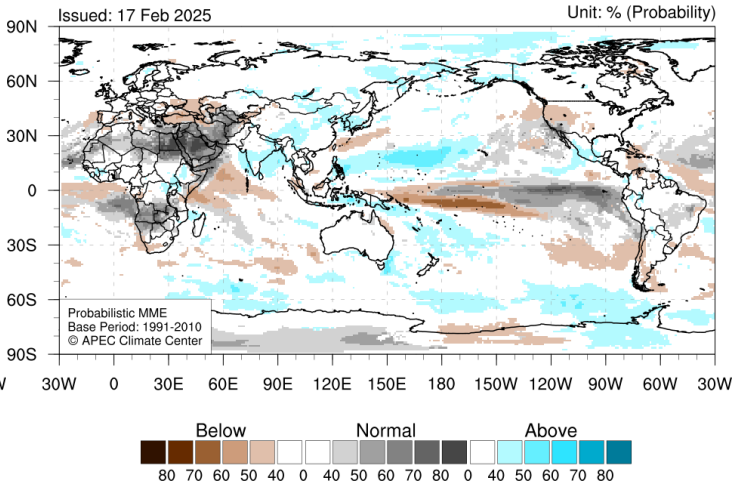 Issued: 17 Feb 2025
Unit: % (Probability)
90N
60N
30N
0
30S
60S
90S
Probabilistic MME
Base Period: 1991-2010
© APEC Climate Center
W 30W 0 30E 60E 90E 120E 150E 180 150W 120W 90W 60W 30W
Below Normal Above
80 70 60 50 40 0 40 50 60 70 80 0 40 50 60 70 80